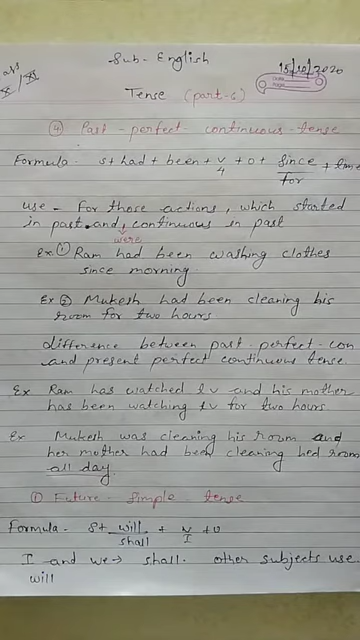 Sub- English
15/10/2020
Class
X / XI
Tense (part-6)
④ Past-perfect-continuous-tense
Formula- s+had+been+V4+o+ since/for +time
use - for those actions, which started
in past and were continuous in past
Ex ① Ram had been washing clothes
since morning.
Ex ② Mukesh had been cleaning his
room for two hours
difference between past-perfect-con
and present perfect continuous tense.
Ex Ram has watched tv and his mother
has been watching tv for two hours.
Ex Mukesh was cleaning his room and
her mother had been cleaning hed room
all day.
① Future-Simple-tense
Formula- S+ will/shall + V1 +o
I and we → shall. other subjects use
will